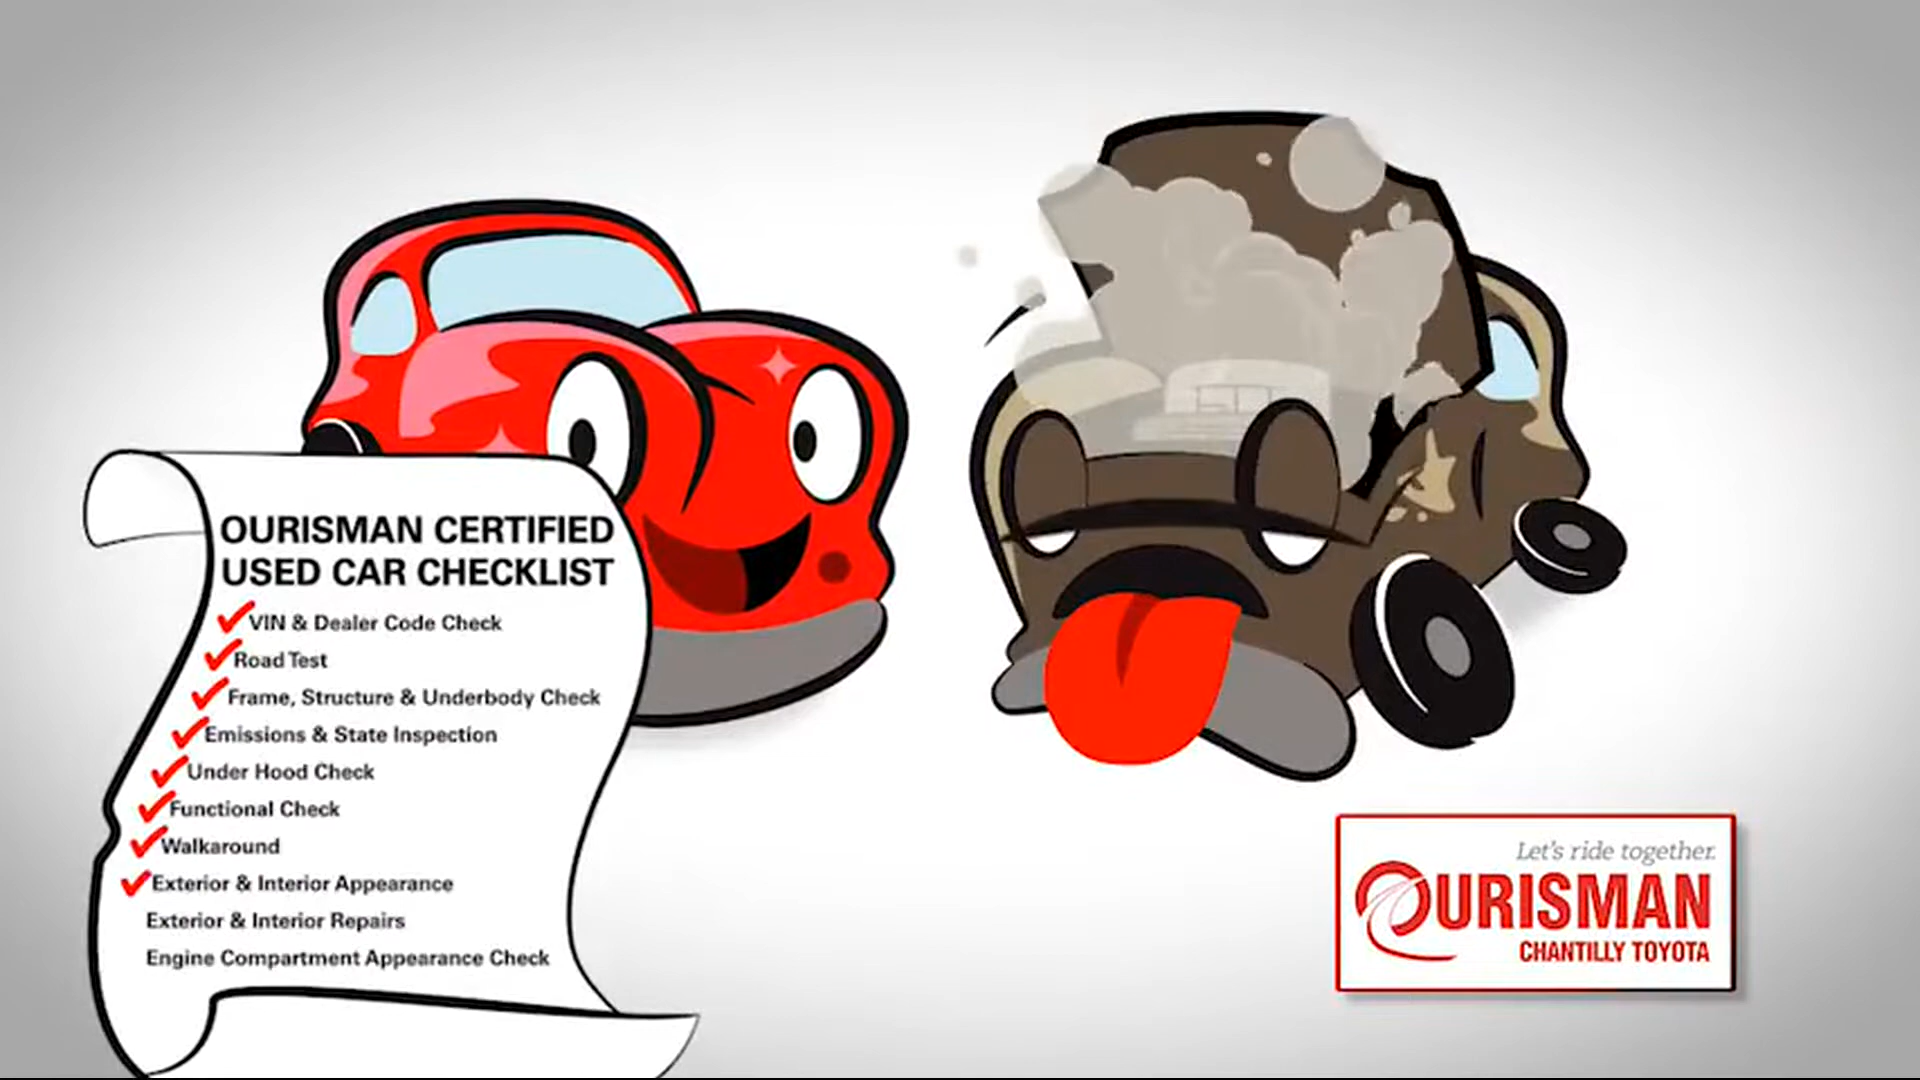 OURISMAN CERTIFIED
USED CAR CHECKLIST
VIN & Dealer Code Check
Road Test
Frame, Structure & Underbody Check
Emissions & State Inspection
Under Hood Check
Functional Check
Walkaround
Exterior & Interior Appearance
Exterior & Interior Repairs
Engine Compartment Appearance Check
Let's ride together.
OURISMAN
CHANTILLY TOYOTA